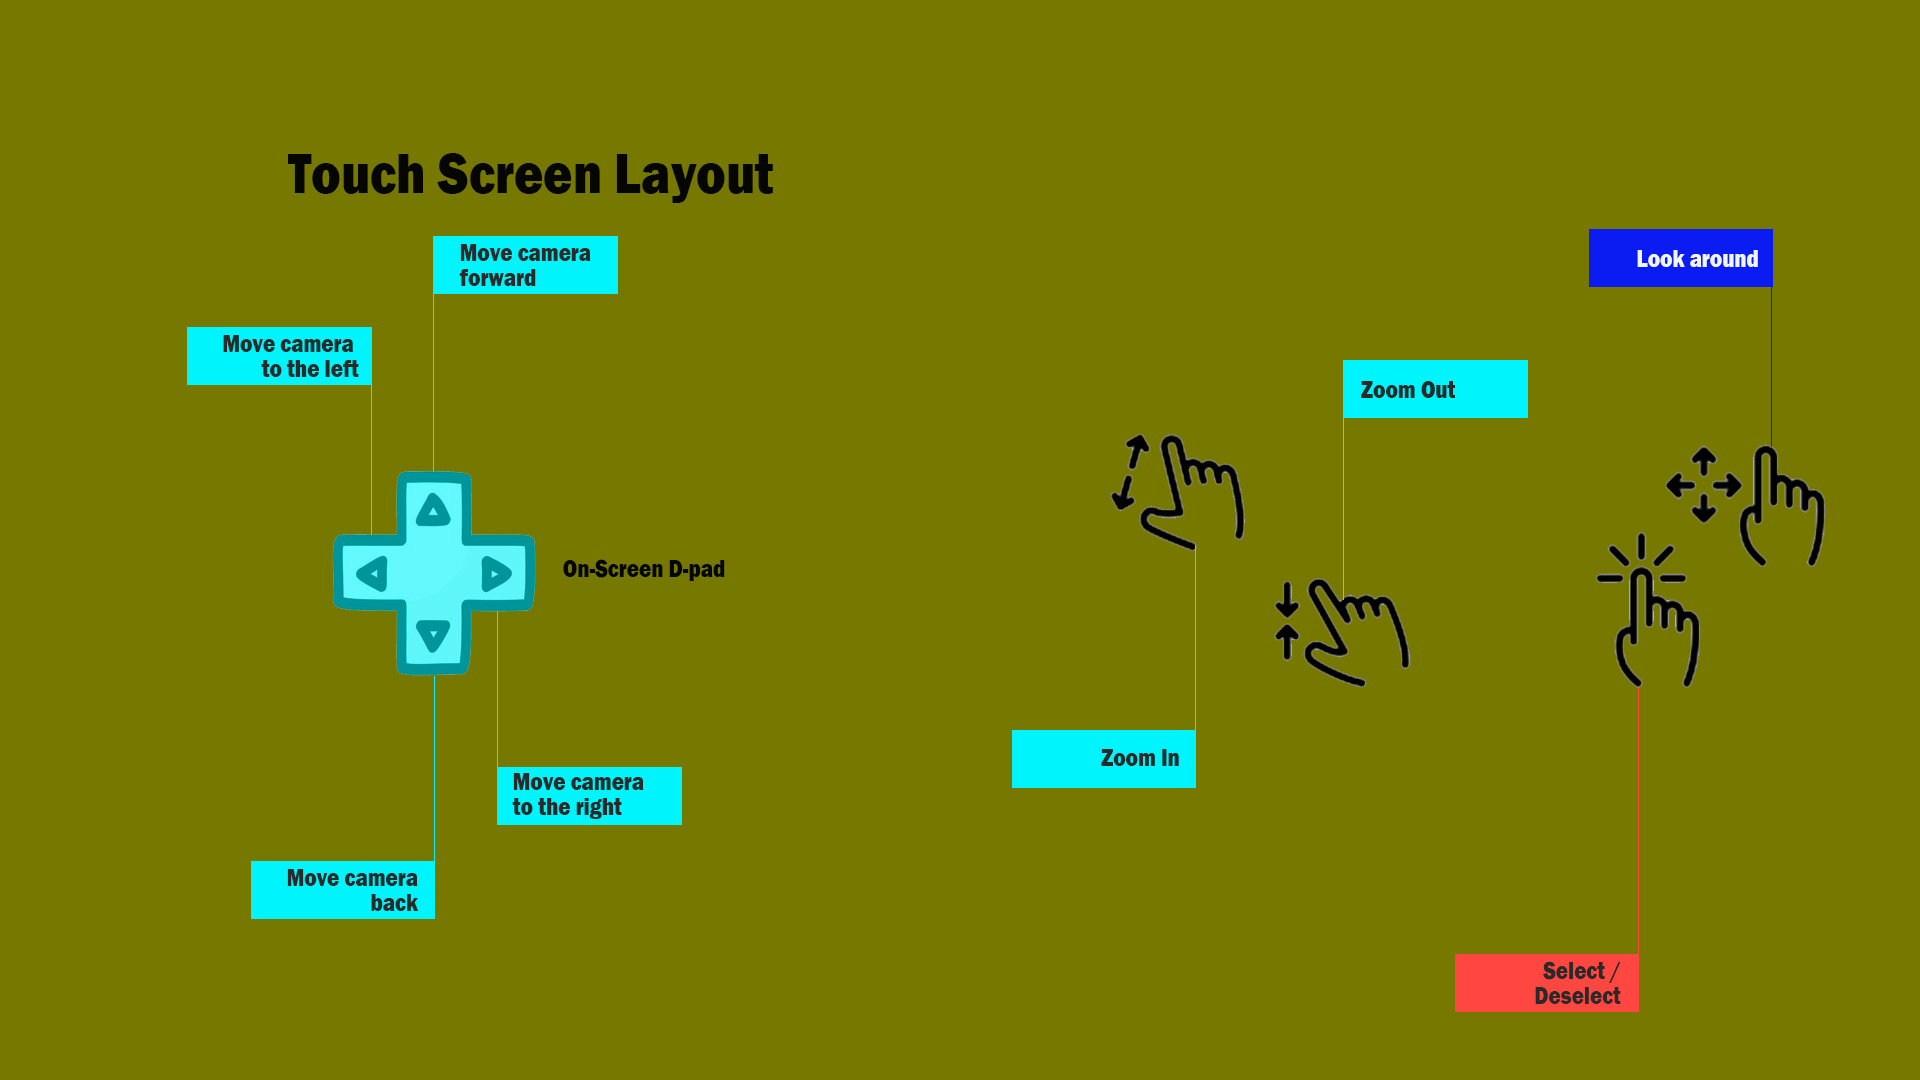 Touch Screen Layout
Move camera
forward
Move camera
to the left
On-Screen D-pad
Move camera
to the right
Move camera
back
Look around
Zoom Out
Zoom In
Select /
Deselect